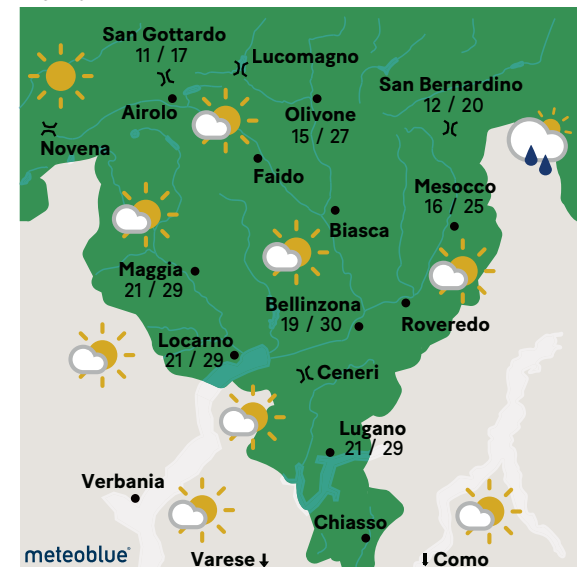 San Gottardo
11 / 17
Lucomagno
San Bernardino
12 / 20
Airolo
Olivone
15 / 27
Novena
Faido
Mesocco
16 / 25
Biasca
Maggia
21 / 29
Bellinzona
19 / 30
Roveredo
Locarno
21 / 29
Ceneri
Lugano
21 / 29
Verbania
Chiasso
meteoblue®
Varese ↓
↓ Como